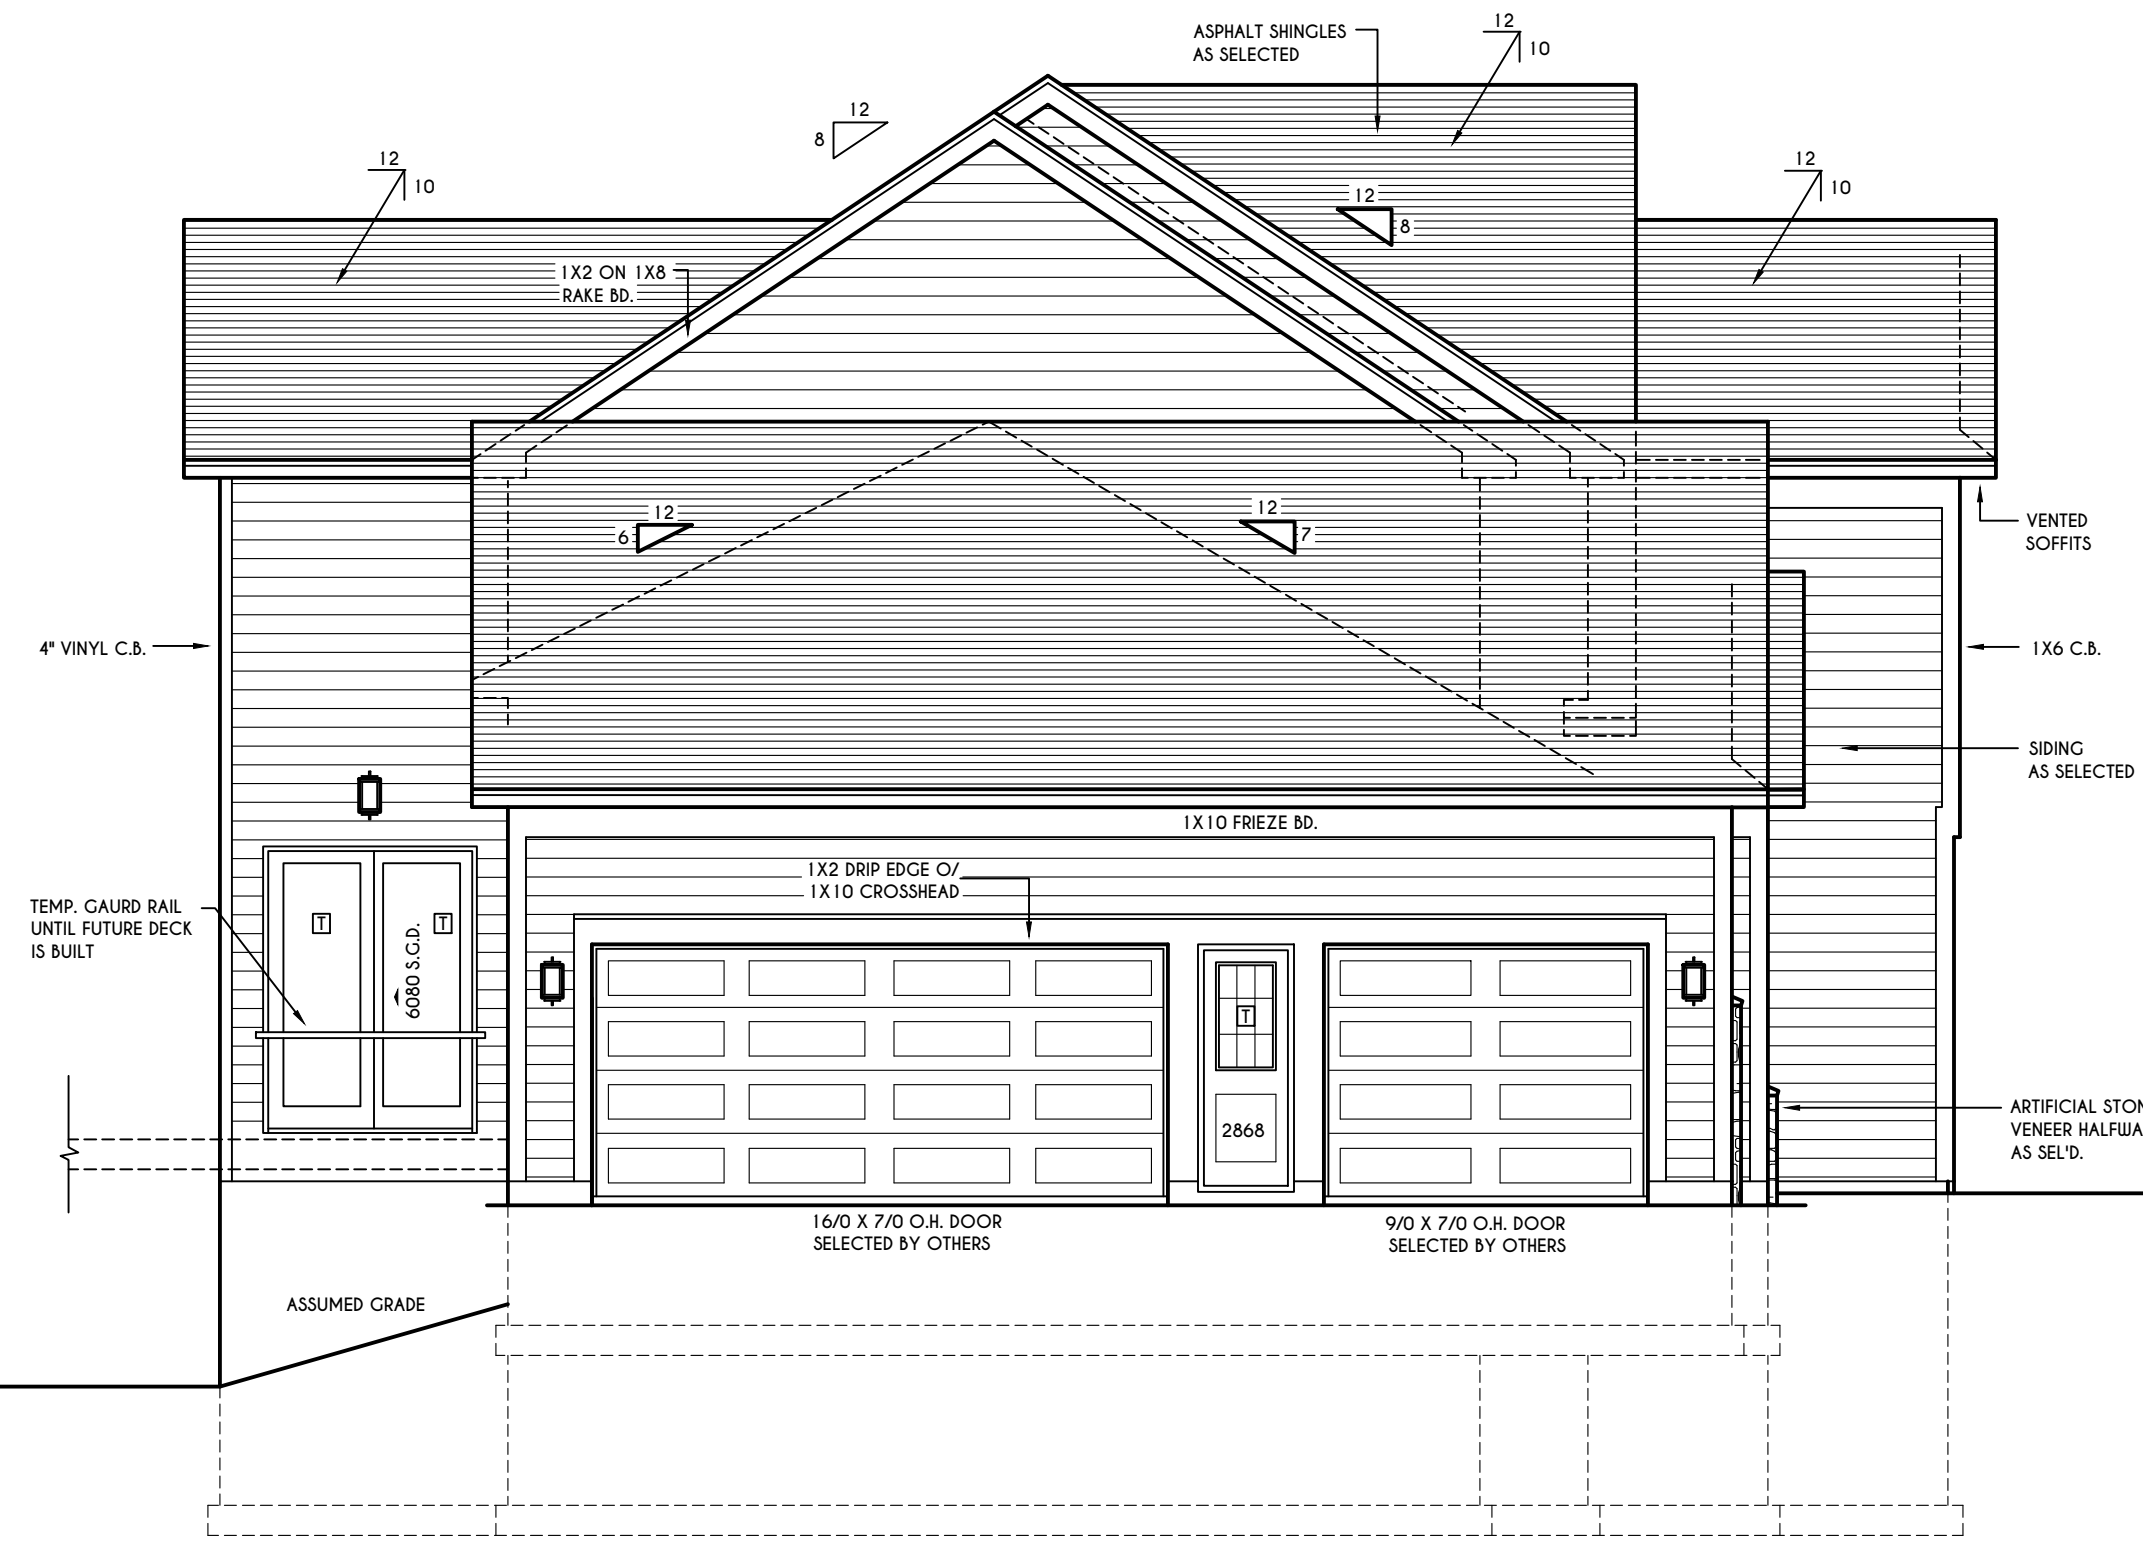 ASPHALT SHINGLES
AS SELECTED
12
10
12
8
12
10
12
10
12
8
1X2 ON 1X8
RAKE BD.
12
6
12
7
VENTED
SOFFITS
4" VINYL C.B.
1X6 C.B.
SIDING
AS SELECTED
1X10 FRIEZE BD.
1X2 DRIP EDGE O/
1X10 CROSSHEAD
TEMP. GAURD RAIL
UNTIL FUTURE DECK
IS BUILT
T
T
6080 S.G.D.
T
2868
ARTIFICIAL STON
VENEER HALFWA
AS SEL'D.
16/0 X 7/0 O.H. DOOR
SELECTED BY OTHERS
9/0 X 7/0 O.H. DOOR
SELECTED BY OTHERS
ASSUMED GRADE